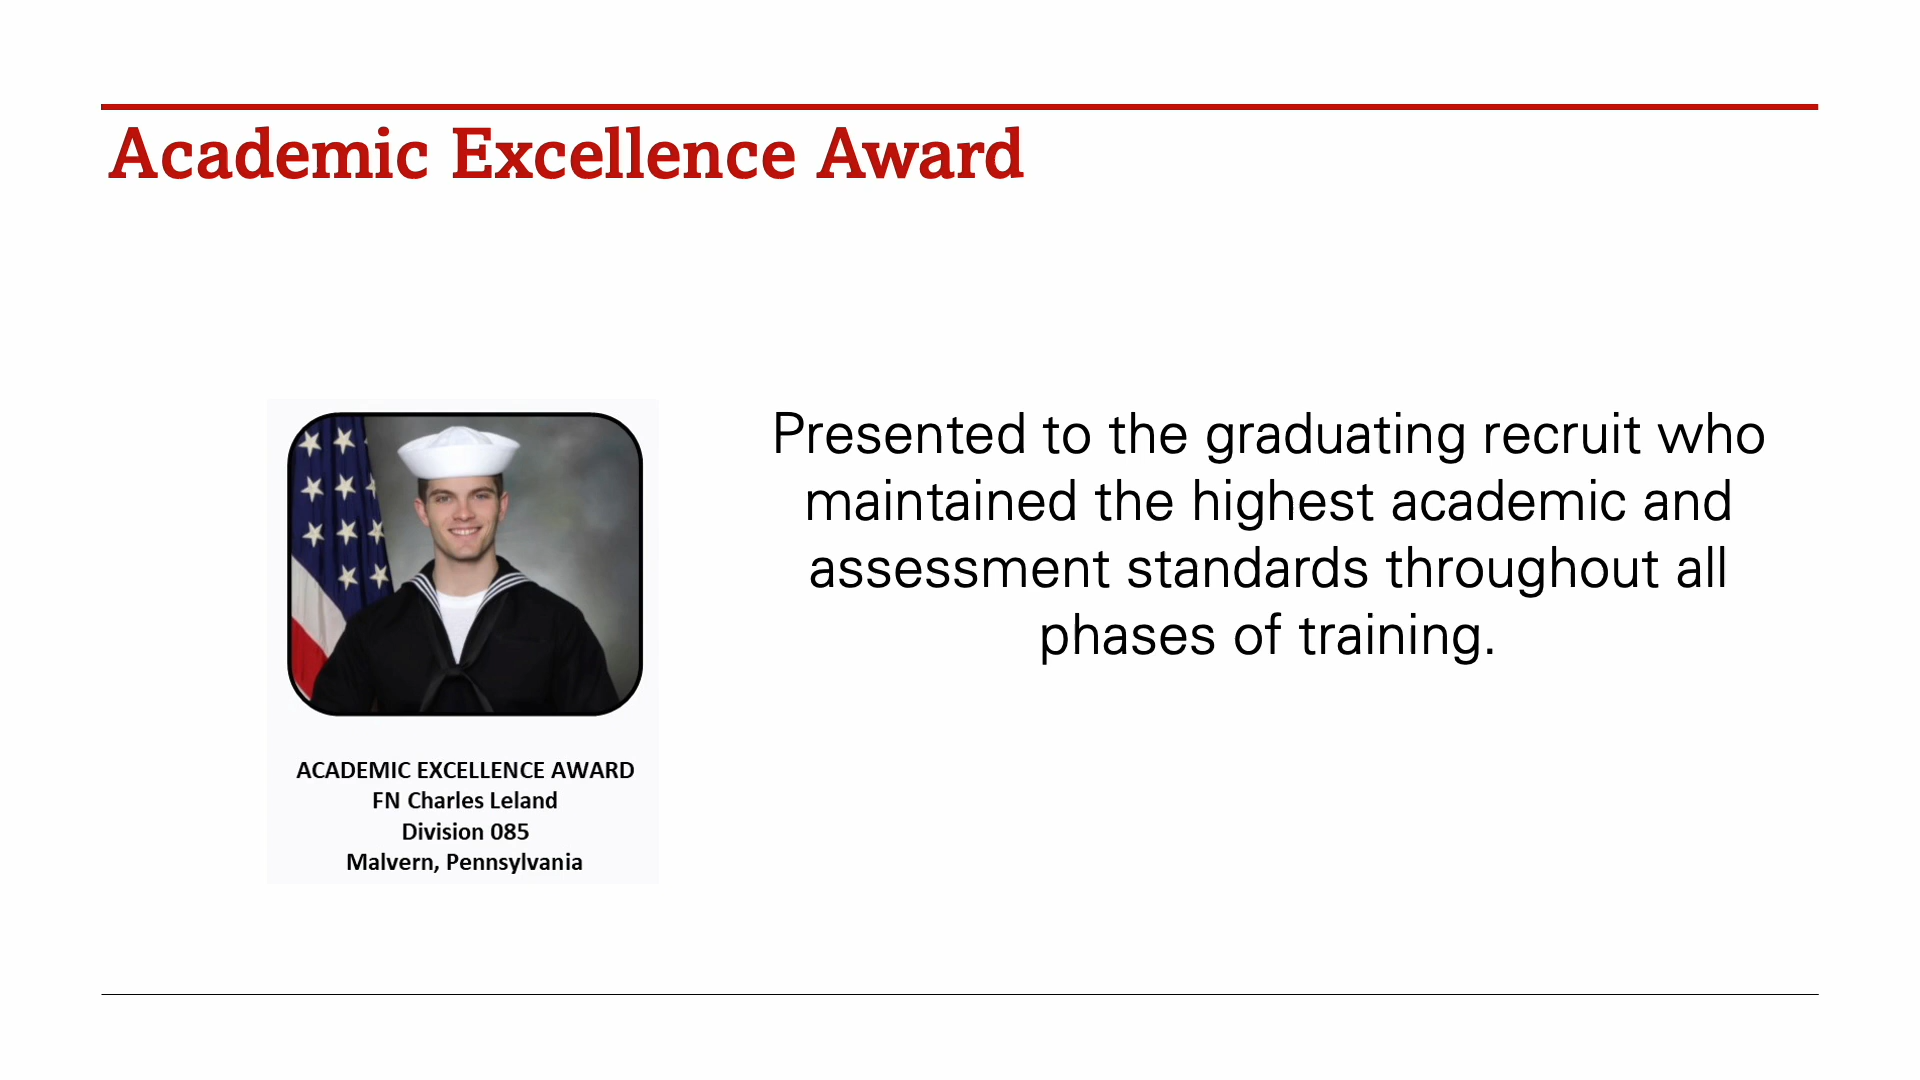 Academic Excellence Award
Presented to the graduating recruit who
maintained the highest academic and
assessment standards throughout all
phases of training.
ACADEMIC EXCELLENCE AWARD
FN Charles Leland
Division 085
Malvern, Pennsylvania